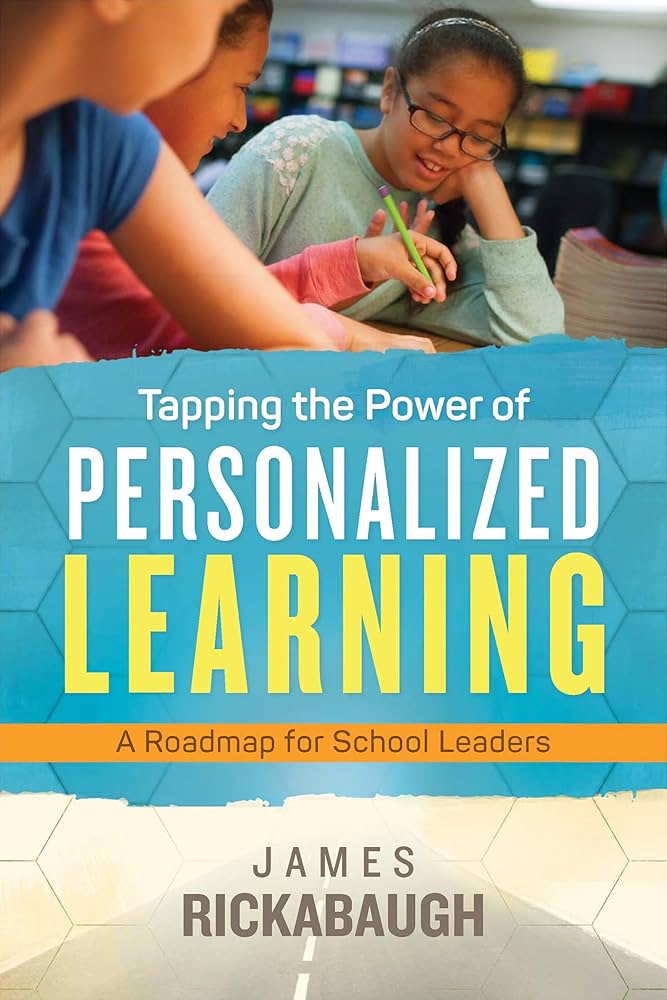 Tapping the Power of
PERSONALIZED
LEARNING
A Roadmap for School Leaders
JAMES
RICKABAUGH